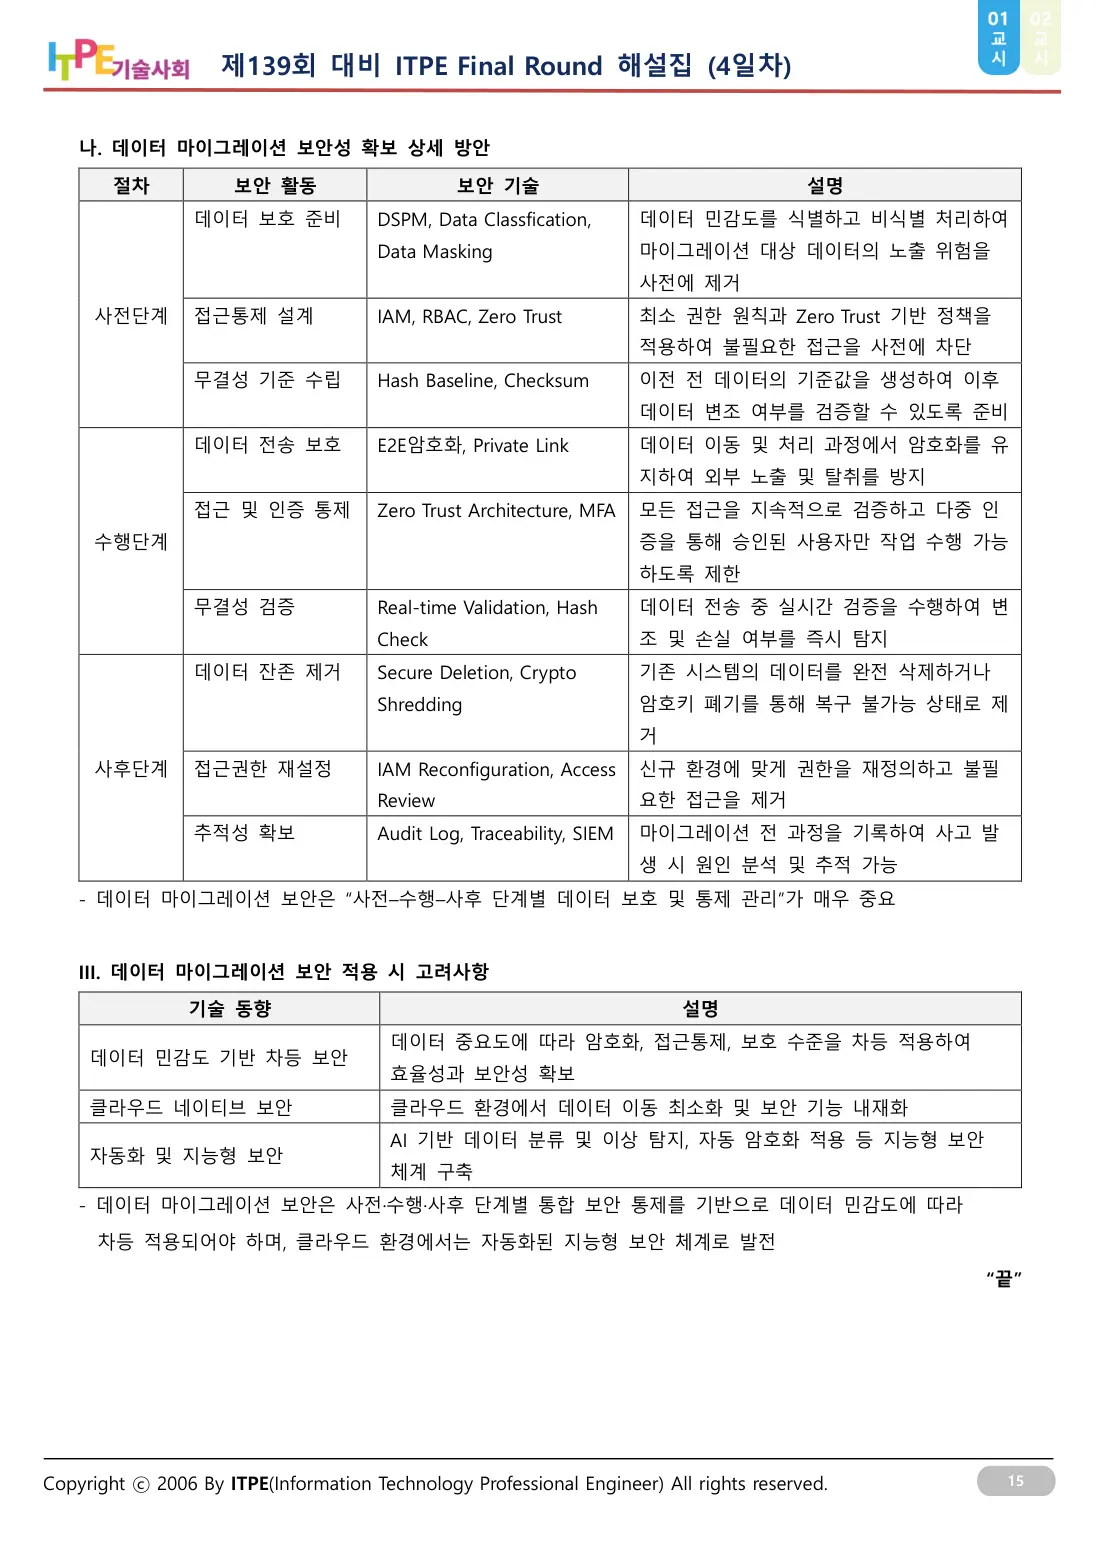 ITPE기술사회 제139회 대비 ITPE Final Round 해설집 (4일차)
01
교
시
02
교
시
나. 데이터 마이그레이션 보안성 확보 상세 방안
절차 보안 활동 보안 기술 설명
사전단계
데이터 보호 준비
DSPM, Data Classfication,
Data Masking
데이터 민감도를 식별하고 비식별 처리하여
마이그레이션 대상 데이터의 노출 위험을
사전에 제거
접근통제 설계
IAM, RBAC, Zero Trust
최소 권한 원칙과 Zero Trust 기반 정책을
적용하여 불필요한 접근을 사전에 차단
무결성 기준 수립
Hash Baseline, Checksum
이전 전 데이터의 기준값을 생성하여 이후
데이터 변조 여부를 검증할 수 있도록 준비
수행단계
데이터 전송 보호
E2E암호화, Private Link
데이터 이동 및 처리 과정에서 암호화를 유
지하여 외부 노출 및 탈취를 방지
접근 및 인증 통제
Zero Trust Architecture, MFA
모든 접근을 지속적으로 검증하고 다중 인
증을 통해 승인된 사용자만 작업 수행 가능
하도록 제한
무결성 검증
Real-time Validation, Hash
Check
데이터 전송 중 실시간 검증을 수행하여 변
조 및 손실 여부를 즉시 탐지
사후단계
데이터 잔존 제거
Secure Deletion, Crypto
Shredding
기존 시스템의 데이터를 완전 삭제하거나
암호키 폐기를 통해 복구 불가능 상태로 제
거
접근권한 재설정
IAM Reconfiguration, Access
Review
신규 환경에 맞게 권한을 재정의하고 불필
요한 접근을 제거
추적성 확보
Audit Log, Traceability, SIEM
마이그레이션 전 과정을 기록하여 사고 발
생 시 원인 분석 및 추적 가능
- 데이터 마이그레이션 보안은 “사전–수행–사후 단계별 데이터 보호 및 통제 관리”가 매우 중요
III. 데이터 마이그레이션 보안 적용 시 고려사항
기술 동향 설명
데이터 민감도 기반 차등 보안
데이터 중요도에 따라 암호화, 접근통제, 보호 수준을 차등 적용하여
효율성과 보안성 확보
클라우드 네이티브 보안
클라우드 환경에서 데이터 이동 최소화 및 보안 기능 내재화
자동화 및 지능형 보안
AI 기반 데이터 분류 및 이상 탐지, 자동 암호화 적용 등 지능형 보안
체계 구축
- 데이터 마이그레이션 보안은 사전·수행·사후 단계별 통합 보안 통제를 기반으로 데이터 민감도에 따라
차등 적용되어야 하며, 클라우드 환경에서는 자동화된 지능형 보안 체계로 발전
“끝”
Copyright ⓒ 2006 By ITPE(Information Technology Professional Engineer) All rights reserved.
15